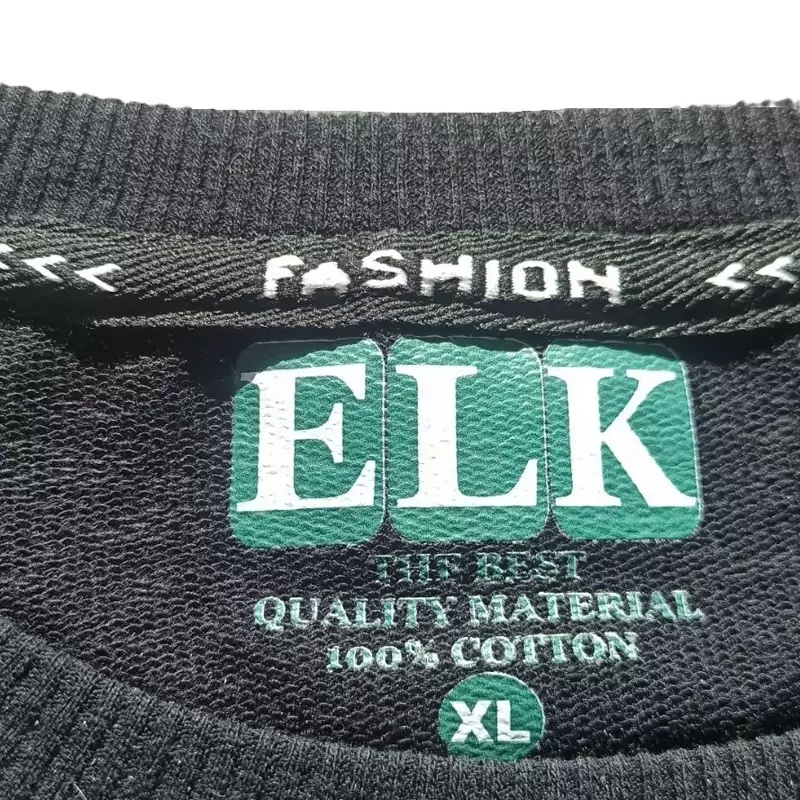 FASHION
ELK
THE BEST
QUALITY MATERIAL
100% COTTON
XL